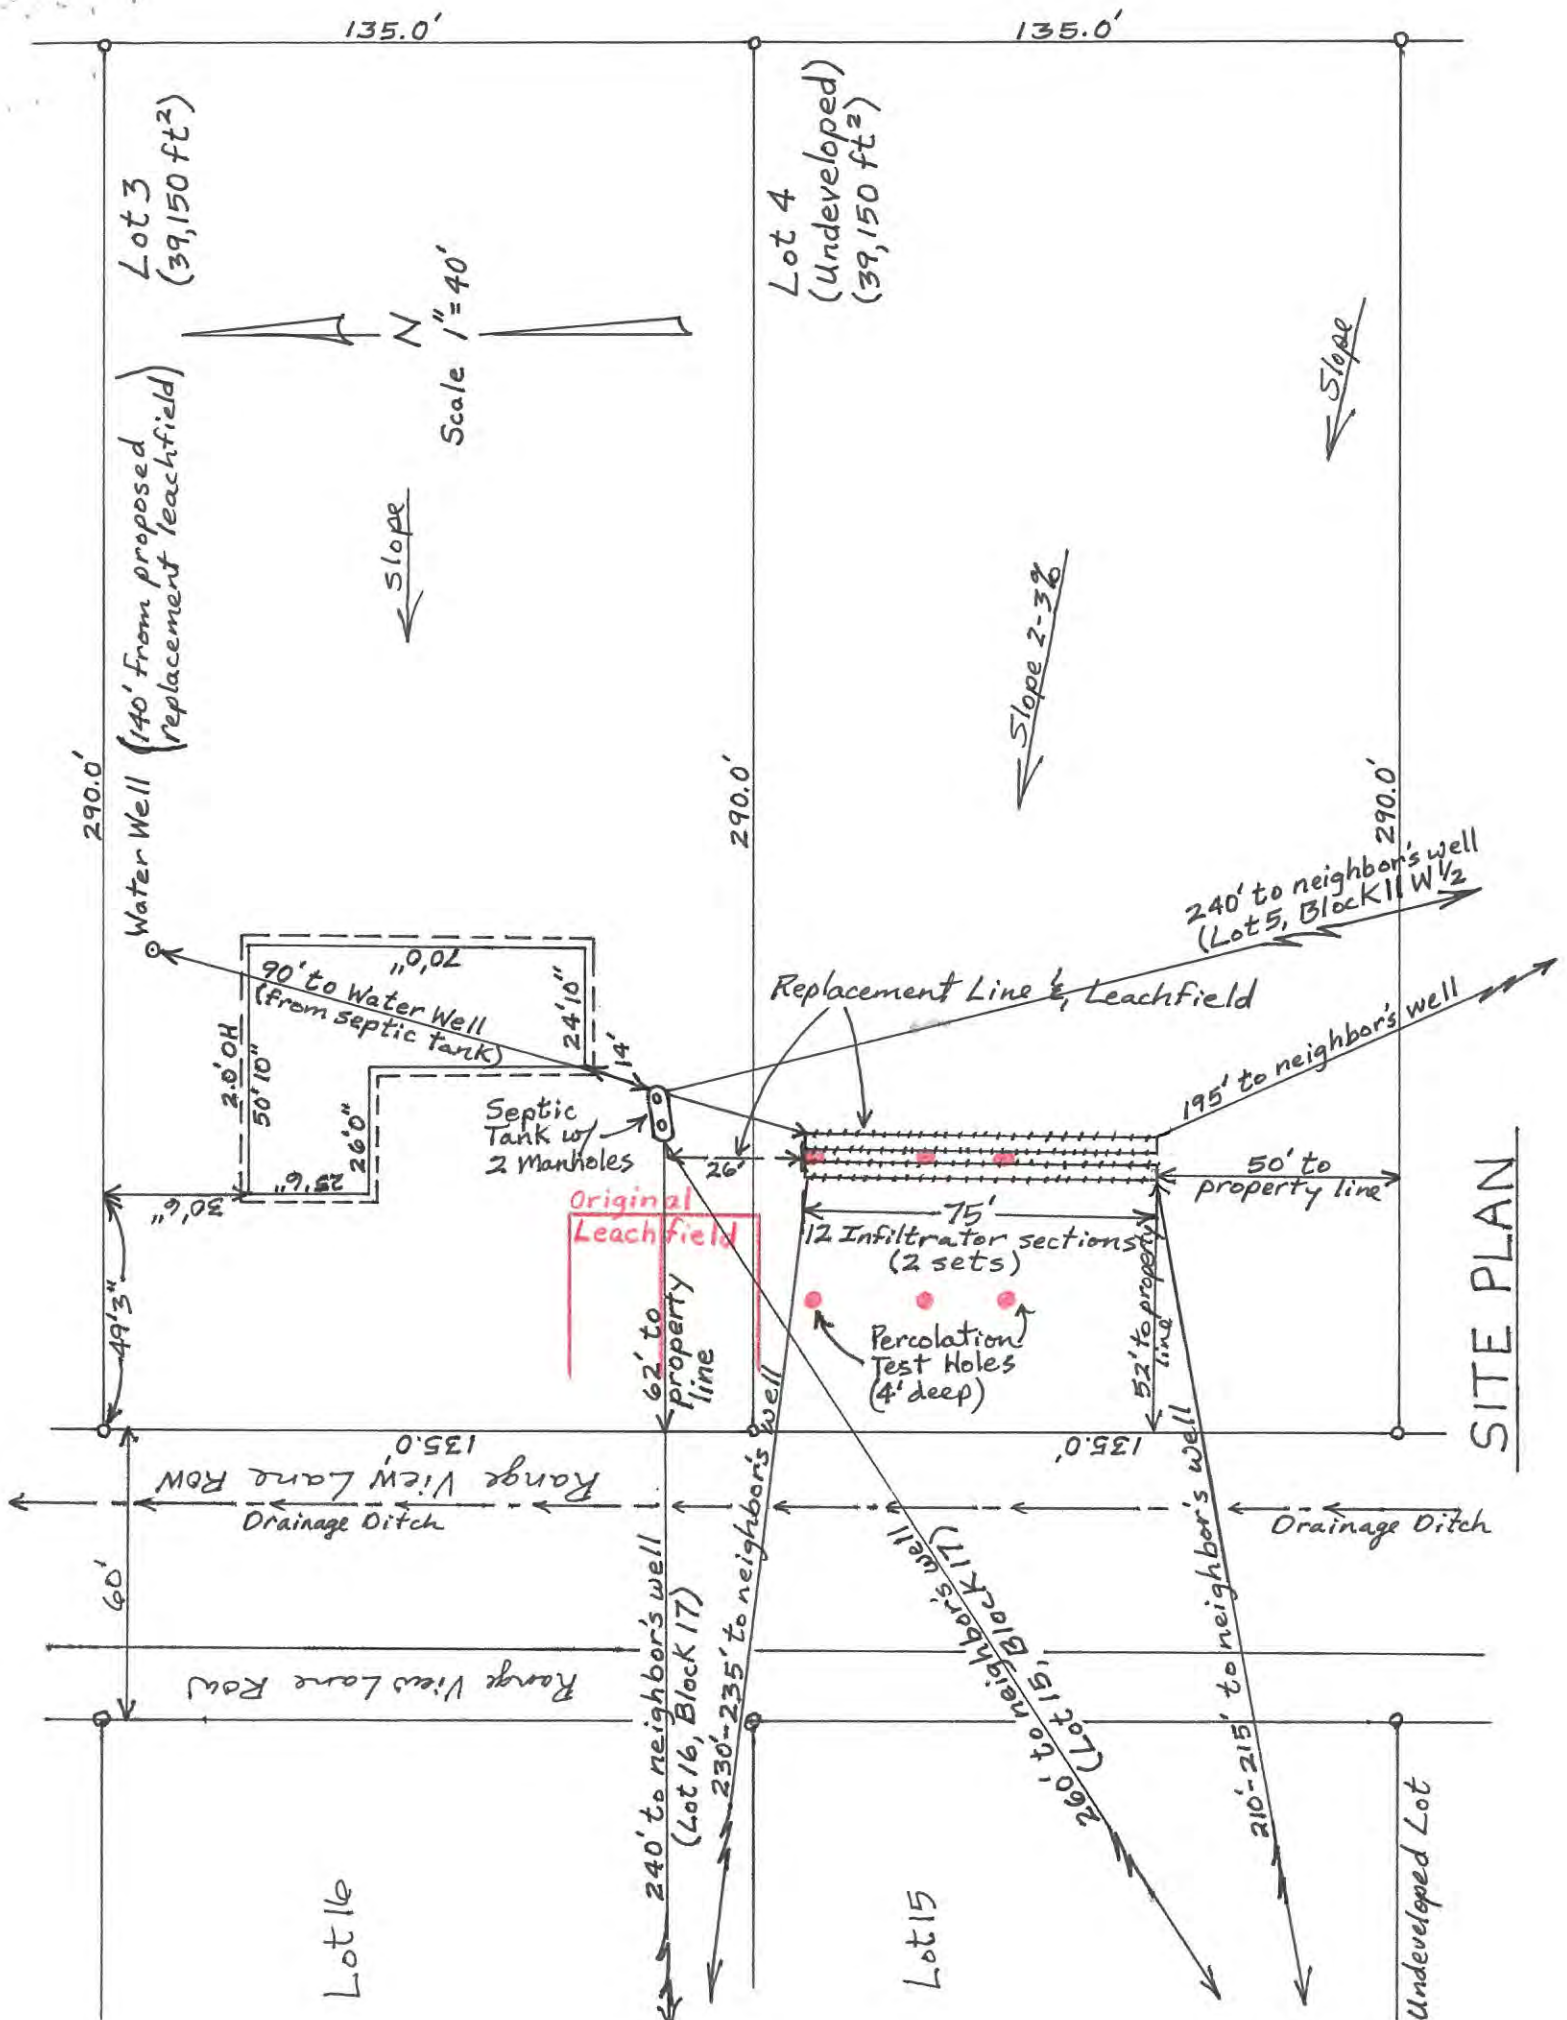 135.0'
135.0'
Lot 3
(39,150 ft²)
Lot 4
(Undeveloped)
(39,150 ft²)
N
Scale 1"=40'
Slope
Slope
Slope 2-3%
290.0'
290.0'
290.0'
Water Well (140' from proposed
replacement leachfield)
240' to neighbor's well
(Lot 5, Block 11 W 1/2
195' to neighbor's well
Replacement Line &, Leachfield
70'0"
90' to Water Well
(from septic tank)
24'10"
14'
2.0' OH
50'10"
26'0"
25'6"
30'6"
49'3"
Septic
Tank w/
2 Manholes
26'
50' to
property line
Original
Leachfield
75'
12 Infiltrator sections
(2 sets)
62' to
property
line
Percolation
Test Holes
(4' deep)
52' to property
line
SITE PLAN
135.0'
135.0'
Range View Lane ROW
Drainage Ditch
Drainage Ditch
60'
Range View Lane ROW
240' to neighbor's well
(Lot 16, Block 17)
230'-235' to neighbor's well
260' to neighbor's well
(Lot 15, Block 17)
210'-215' to neighbor's well
Lot 16
Lot 15
Undeveloped Lot